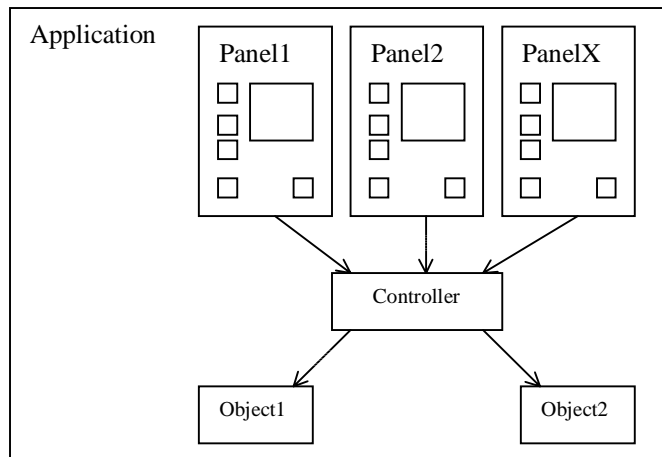 Application
Panel1
Panel2
PanelX
Controller
Object1
Object2